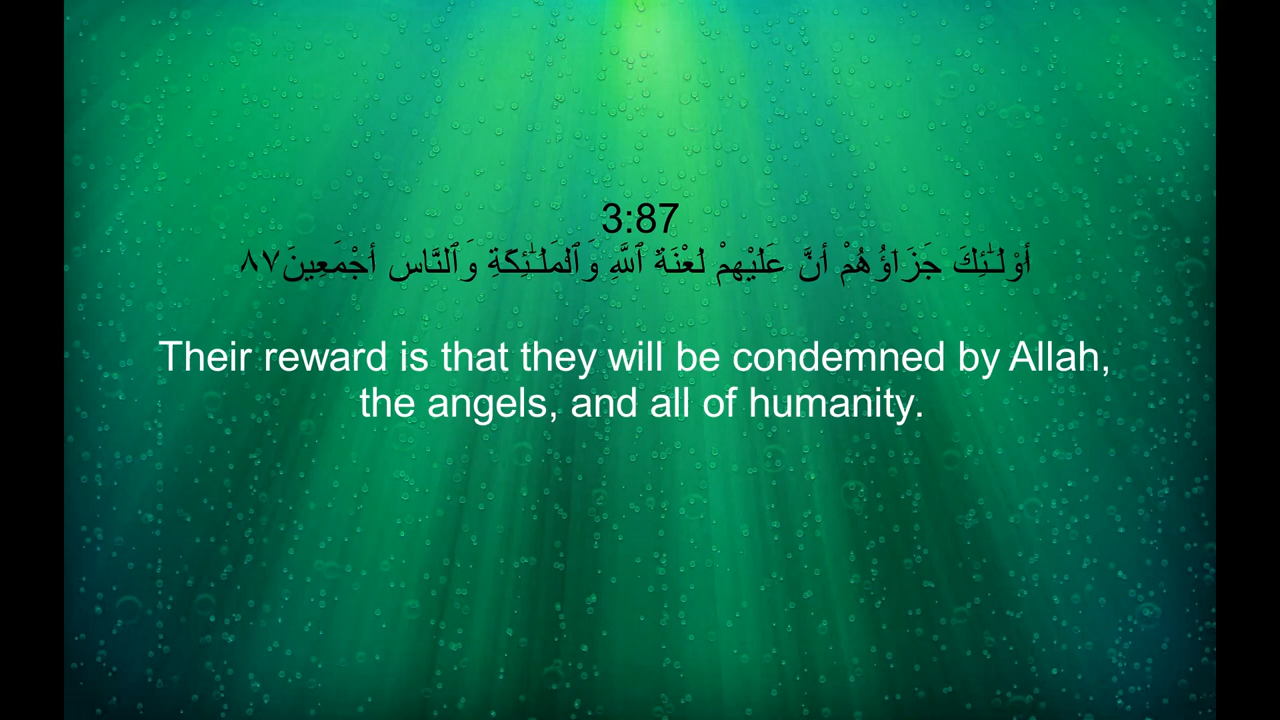 3:87
أُوْلَـٰٓئِكَ جَزَآؤُهُمْ أَنَّ عَلَيْهِمْ لَعْنَةَ ٱللَّهِ وَٱلْمَلَـٰٓئِكَةِ وَٱلنَّاسِ أَجْمَعِينَ٨٧
Their reward is that they will be condemned by Allah,
the angels, and all of humanity.